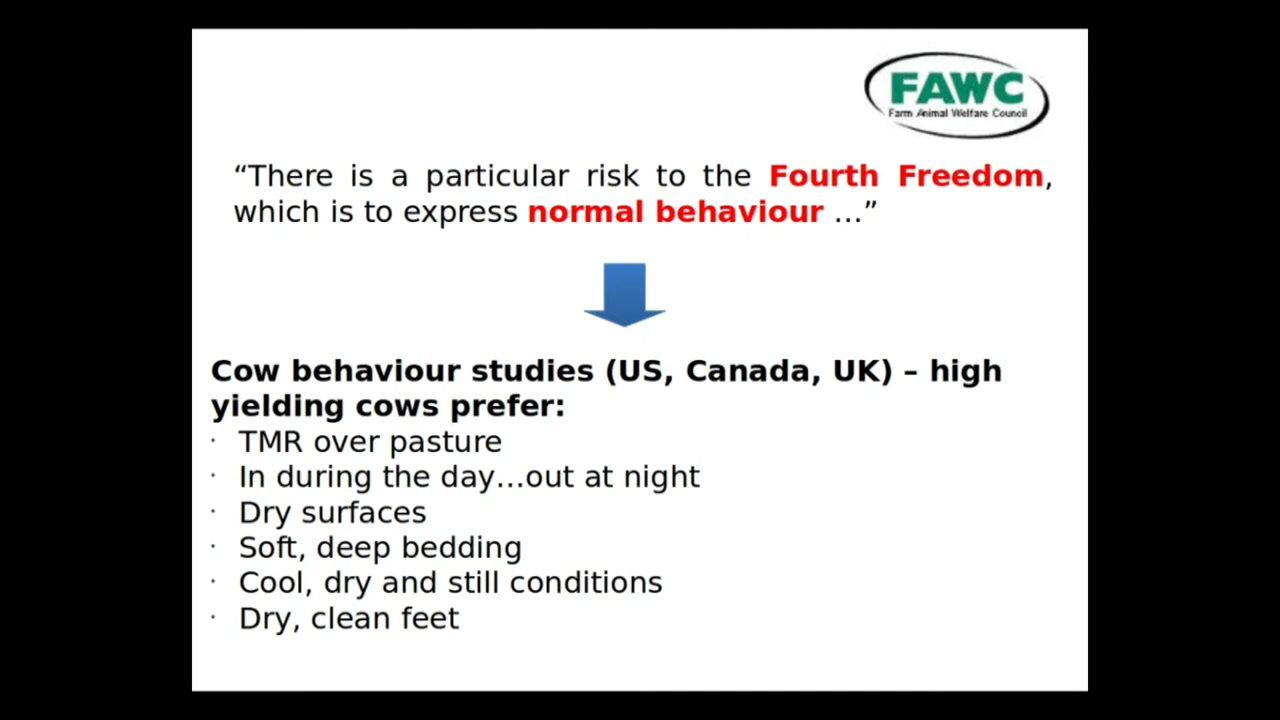 FAWC
Farm Animal Welfare Council
“There is a particular risk to the Fourth Freedom,
which is to express normal behaviour …”
Cow behaviour studies (US, Canada, UK) – high
yielding cows prefer:
· TMR over pasture
· In during the day…out at night
· Dry surfaces
· Soft, deep bedding
· Cool, dry and still conditions
· Dry, clean feet